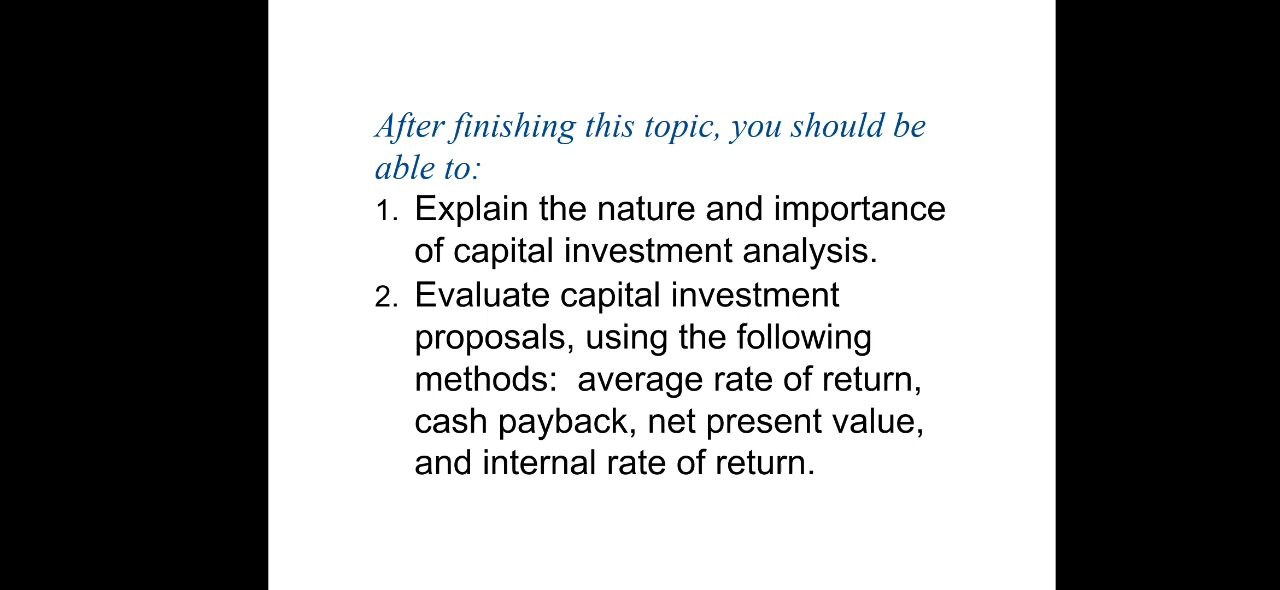 After finishing this topic, you should be
able to:
1. Explain the nature and importance
of capital investment analysis.
2. Evaluate capital investment
proposals, using the following
methods:  average rate of return,
cash payback, net present value,
and internal rate of return.